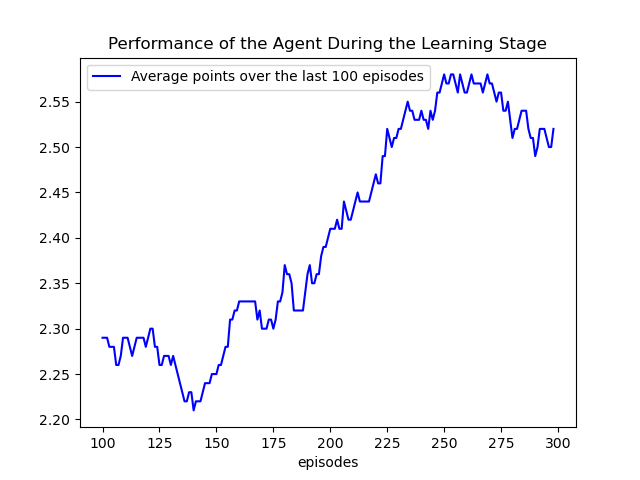 Performance of the Agent During the Learning Stage
Average points over the last 100 episodes
2.55
2.50
2.45
2.40
2.35
2.30
2.25
2.20
100 125 150 175 200 225 250 275 300
episodes